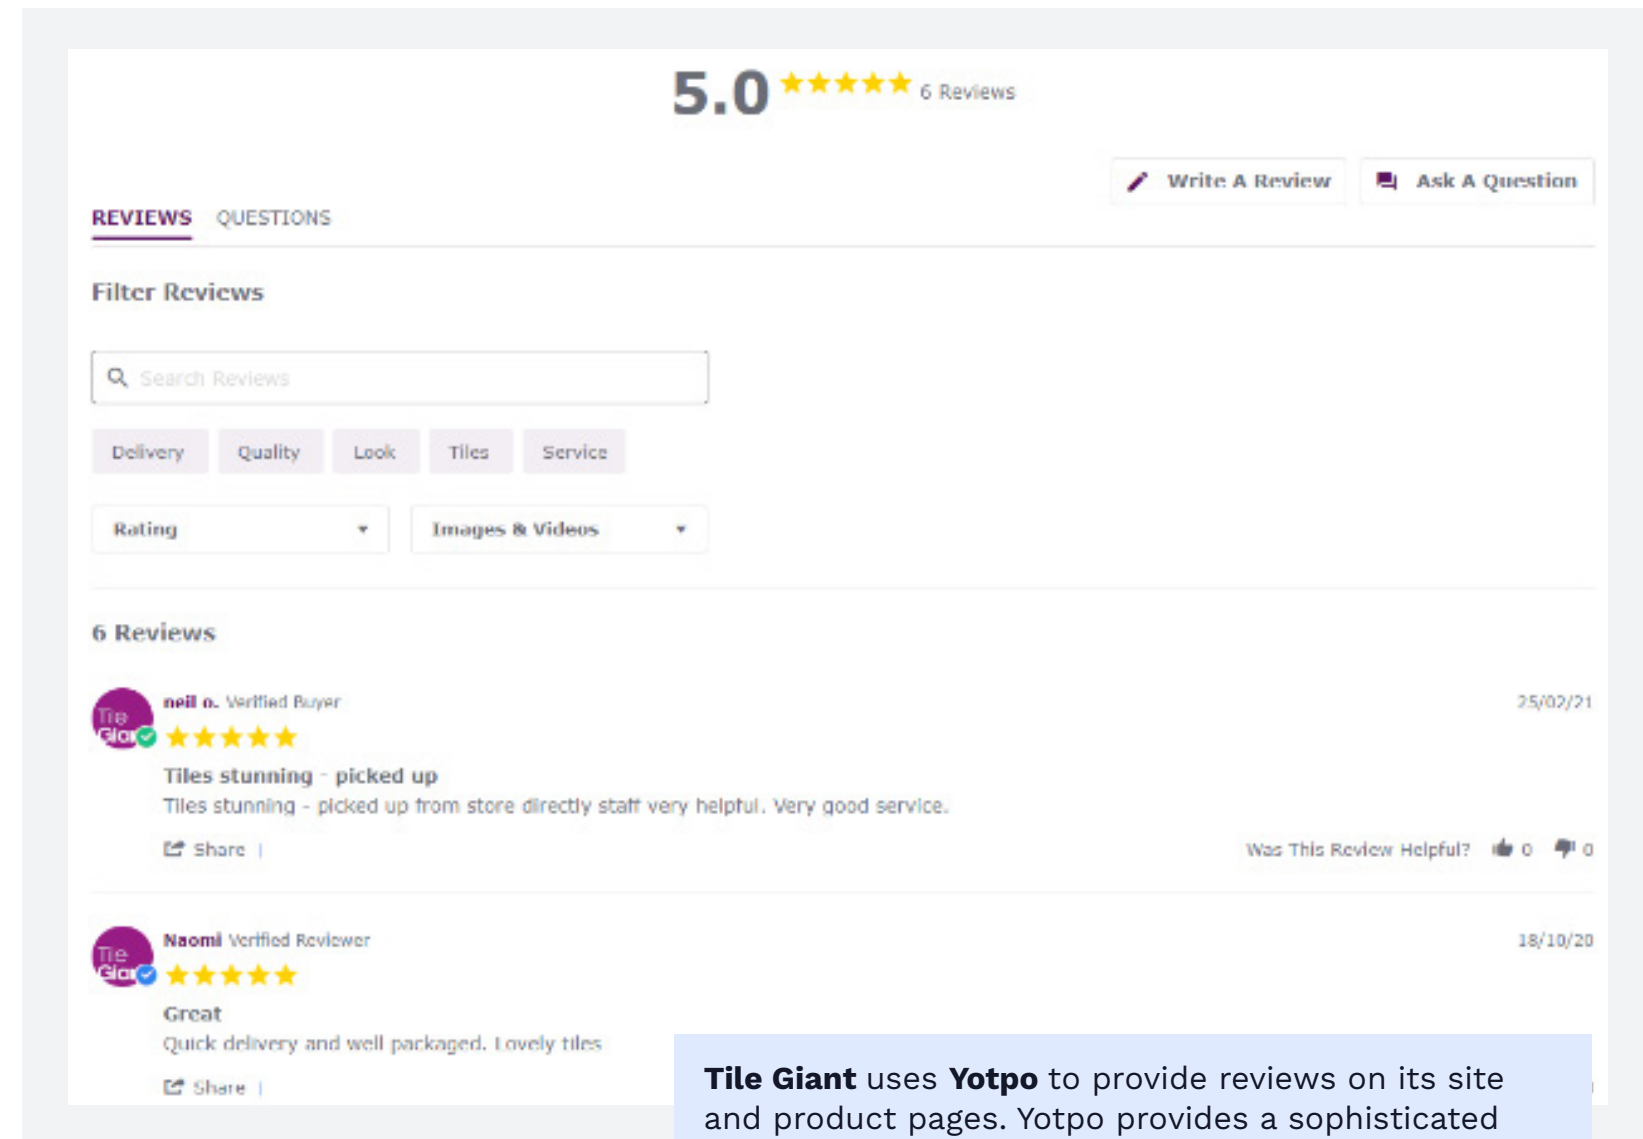 5.0 6 Reviews
Write A Review Ask A Question
REVIEWS QUESTIONS
Filter Reviews
Search Reviews
Delivery Quality Look Tiles Service
Rating Images & Videos
6 Reviews
neil o. Verified Buyer 25/02/21
Tile
Tiles stunning - picked up
Tiles stunning - picked up from store directly staff very helpful. Very good service.
Share | Was This Review Helpful? 0 0
Naomi Verified Reviewer 18/10/20
Tile
Great
Quick delivery and well packaged. Lovely tiles
Share |
Tile Giant uses Yotpo to provide reviews on its site
and product pages. Yotpo provides a sophisticated